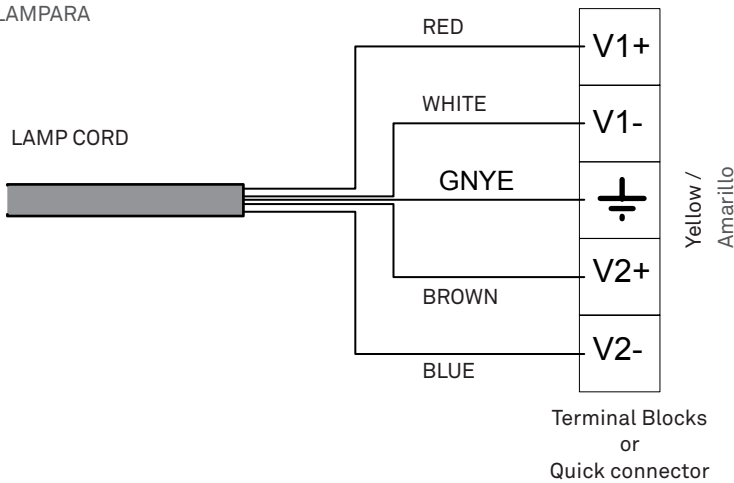 LAMPARA
RED
V1+
WHITE
V1-
LAMP CORD
GNYE
Yellow /
Amarillo
V2+
BROWN
V2-
BLUE
Terminal Blocks
or
Quick connector